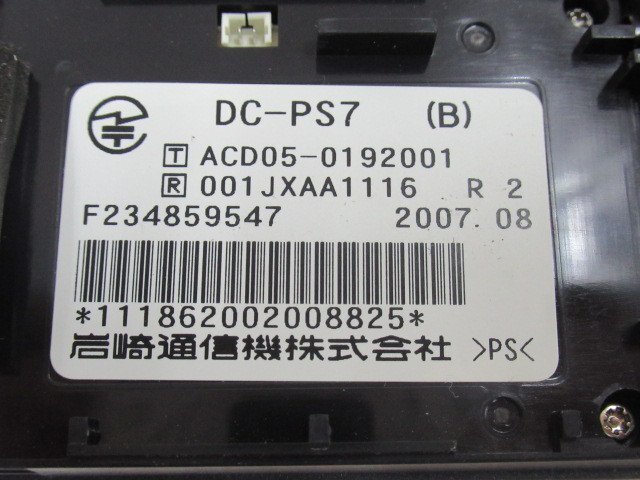 DC-PS7 (B)
T ACD05-0192001
R 001JXAA1116 R 2
F234859547 2007.08
*111862002008825*
岩崎通信機株式会社 >PS<